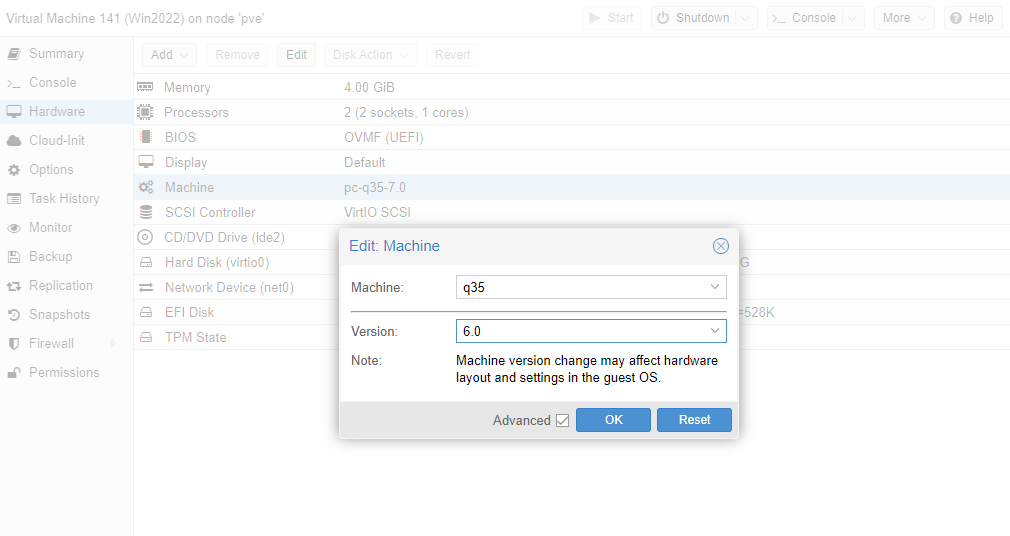 Virtual Machine 141 (Win2022) on node 'pve'
Start
Shutdown
Console
More
Help
Summary
Console
Hardware
Cloud-Init
Options
Task History
Monitor
Backup
Replication
Snapshots
Firewall
Permissions
Add
Remove
Edit
Disk Action
Revert
Memory 4.00 GiB
Processors 2 (2 sockets, 1 cores)
BIOS OVMF (UEFI)
Display Default
Machine pc-q35-7.0
SCSI Controller VirtIO SCSI
CD/DVD Drive (ide2)
Hard Disk (virtio0) G
Network Device (net0)
EFI Disk =528K
TPM State
Edit: Machine
Machine: q35
Version: 6.0
Note: Machine version change may affect hardware
layout and settings in the guest OS.
Advanced
OK
Reset